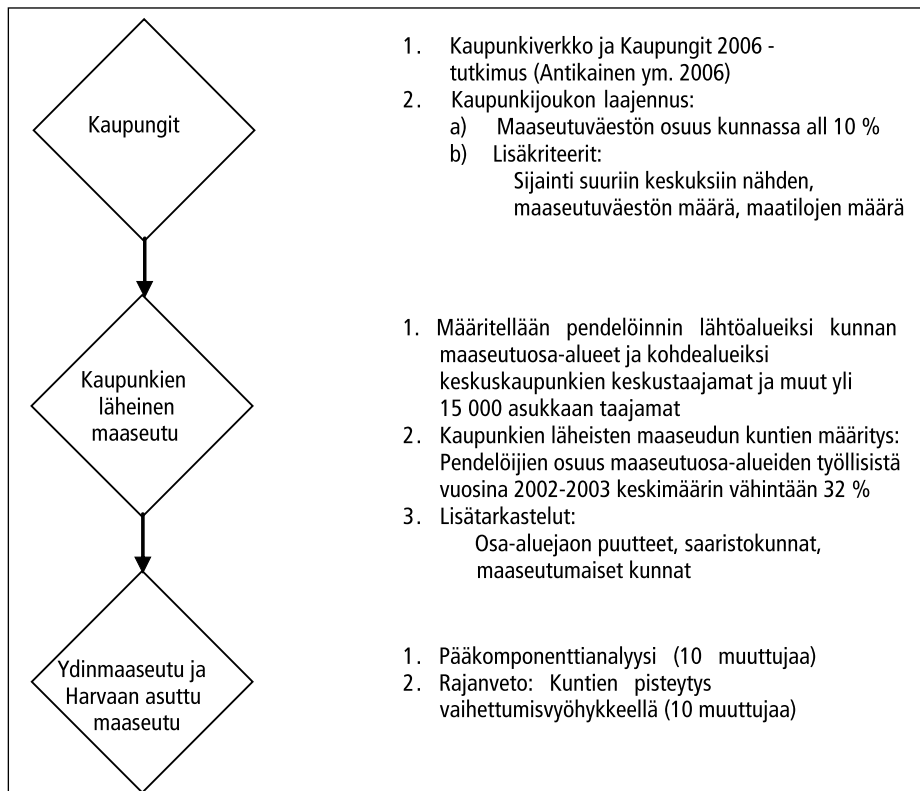 Kaupungit
1. Kaupunkiverkko ja Kaupungit 2006 -
tutkimus (Antikainen ym. 2006)
2. Kaupunkijoukon laajennus:
a) Maaseutuväestön osuus kunnassa all 10 %
b) Lisäkriteerit:
Sijainti suuriin keskuksiin nähden,
maaseutuväestön määrä, maatilojen määrä
Kaupunkien
läheinen
maaseutu
1. Määritellään pendelöinnin lähtöalueiksi kunnan
maaseutuosa-alueet ja kohdealueiksi
keskuskaupunkien keskustaajamat ja muut yli
15 000 asukkaan taajamat
2. Kaupunkien läheisten maaseudun kuntien määritys:
Pendelöijien osuus maaseutuosa-alueiden työllisistä
vuosina 2002-2003 keskimäärin vähintään 32 %
3. Lisätarkastelut:
Osa-aluejaon puutteet, saaristokunnat,
maaseutumaiset kunnat
Ydinmaaseutu ja
Harvaan asuttu
maaseutu
1. Pääkomponenttianalyysi (10 muuttujaa)
2. Rajanveto: Kuntien pisteytys
vaihettumisvyöhykkeellä (10 muuttujaa)